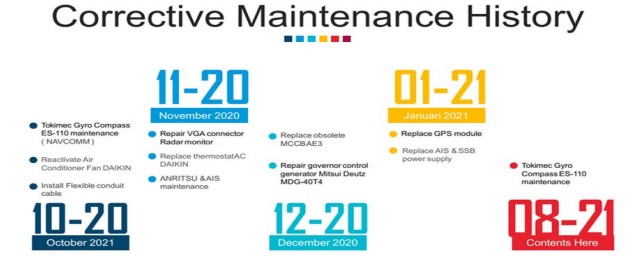 Corrective Maintenance History
Tokimec Gyro Compass
ES-110 maintenance
( NAVCOMM )
Reactivate Air
Conditioner Fan DAIKIN
Install Flexible conduit
cable
10-20
October 2021
11-20
November 2020
Repair VGA connector
Radar monitor
Replace thermostatAC
DAIKIN
ANRITSU &AIS
maintenance
Replace obsolete
MCCBAE3
Repair governor control
generator Mitsui Deutz
MDG-40T4
12-20
December 2020
01-21
Januari 2021
Replace GPS module
Replace AIS & SSB
power supply
Tokimec Gyro
Compass ES-110
maintenance
08-21
Contents Here